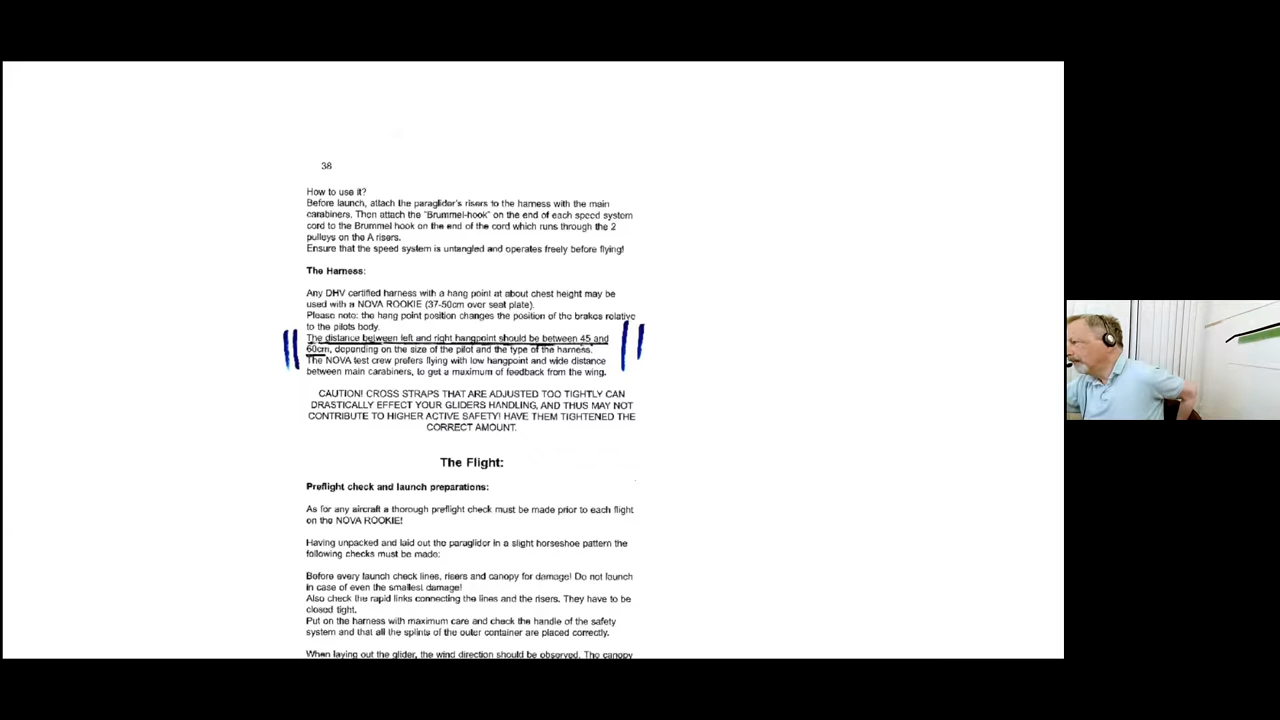 38
How to use it?
Before launch, attach the paraglider's risers to the harness with the main
carabiners. Then attach the "Brummel-hook" on the end of each speed system
cord to the Brummel hook on the end of the cord which runs through the 2
pulleys on the A risers.
Ensure that the speed system is untangled and operates freely before flying!
The Harness:
Any DHV certified harness with a hang point at about chest height may be
used with a NOVA ROOKIE (37-50cm over seat plate).
Please note: the hang point position changes the position of the brakes relative
to the pilots body.
The distance between left and right hangpoint should be between 45 and
60cm, depending on the size of the pilot and the type of the harness.
The NOVA test crew prefers flying with low hangpoint and wide distance
between main carabiners, to get a maximum of feedback from the wing.
CAUTION! CROSS STRAPS THAT ARE ADJUSTED TOO TIGHTLY CAN
DRASTICALLY EFFECT YOUR GLIDERS HANDLING, AND THUS MAY NOT
CONTRIBUTE TO HIGHER ACTIVE SAFETY! HAVE THEM TIGHTENED THE
CORRECT AMOUNT.
The Flight:
Preflight check and launch preparations:
As for any aircraft a thorough preflight check must be made prior to each flight
on the NOVA ROOKIE!
Having unpacked and laid out the paraglider in a slight horseshoe pattern the
following checks must be made:
Before every launch check lines, risers and canopy for damage! Do not launch
in case of even the smallest damage!
Also check the rapid links connecting the lines and the risers. They have to be
closed tight.
Put on the harness with maximum care and check the handle of the safety
system and that all the splints of the outer container are placed correctly.
When laying out the glider, the wind direction should be observed. The canopy